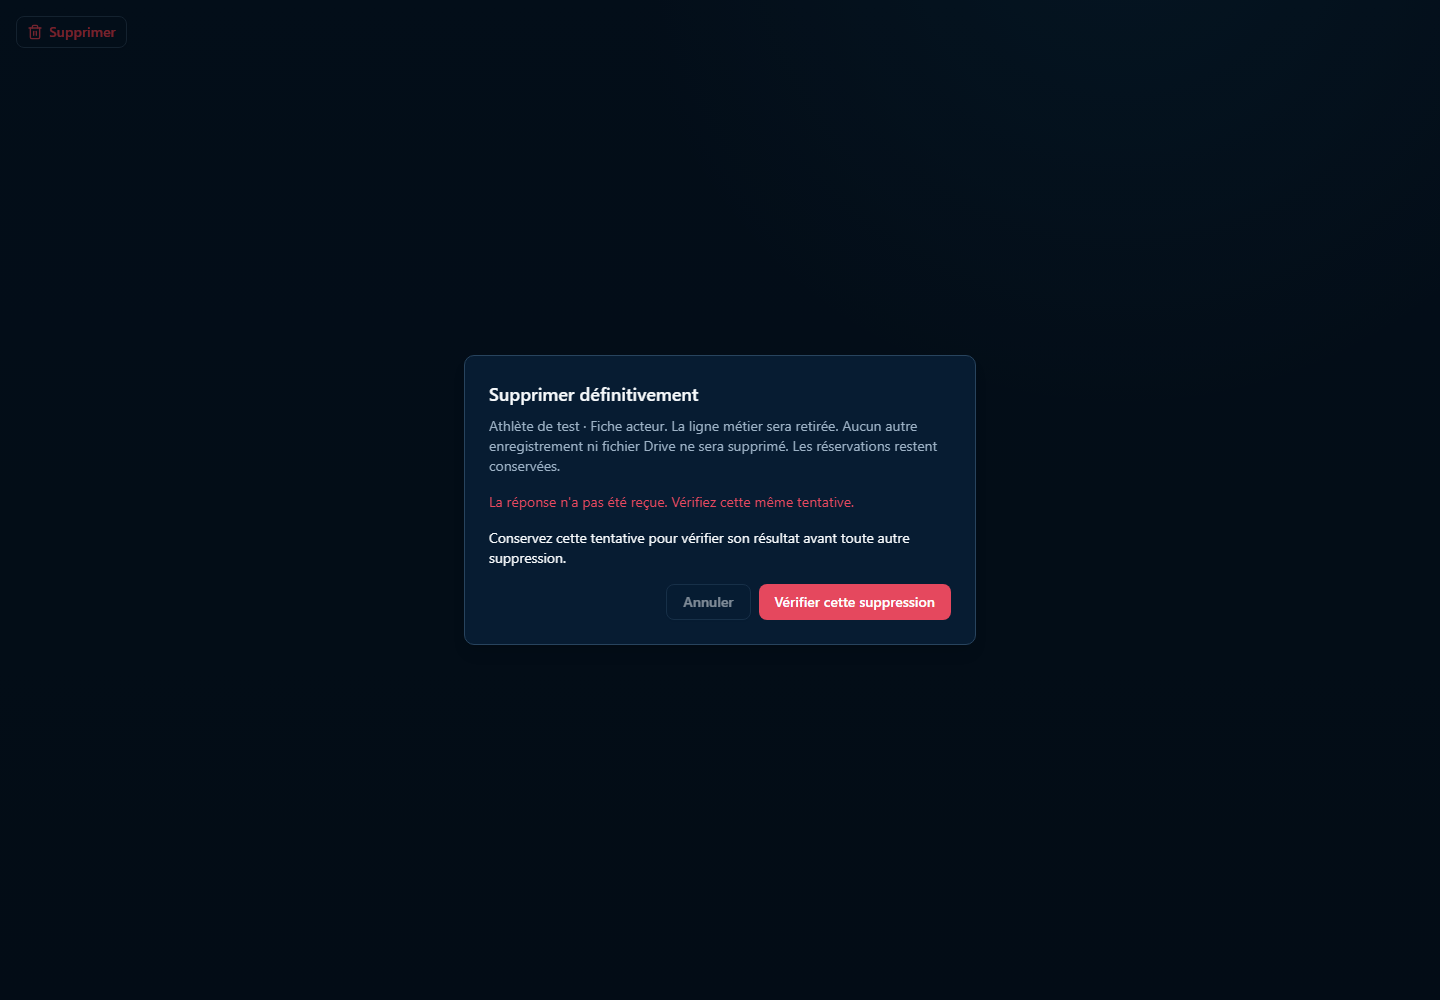 Supprimer
Supprimer définitivement
Athlète de test · Fiche acteur. La ligne métier sera retirée. Aucun autre
enregistrement ni fichier Drive ne sera supprimé. Les réservations restent
conservées.
La réponse n'a pas été reçue. Vérifiez cette même tentative.
Conservez cette tentative pour vérifier son résultat avant toute autre
suppression.
Annuler
Vérifier cette suppression